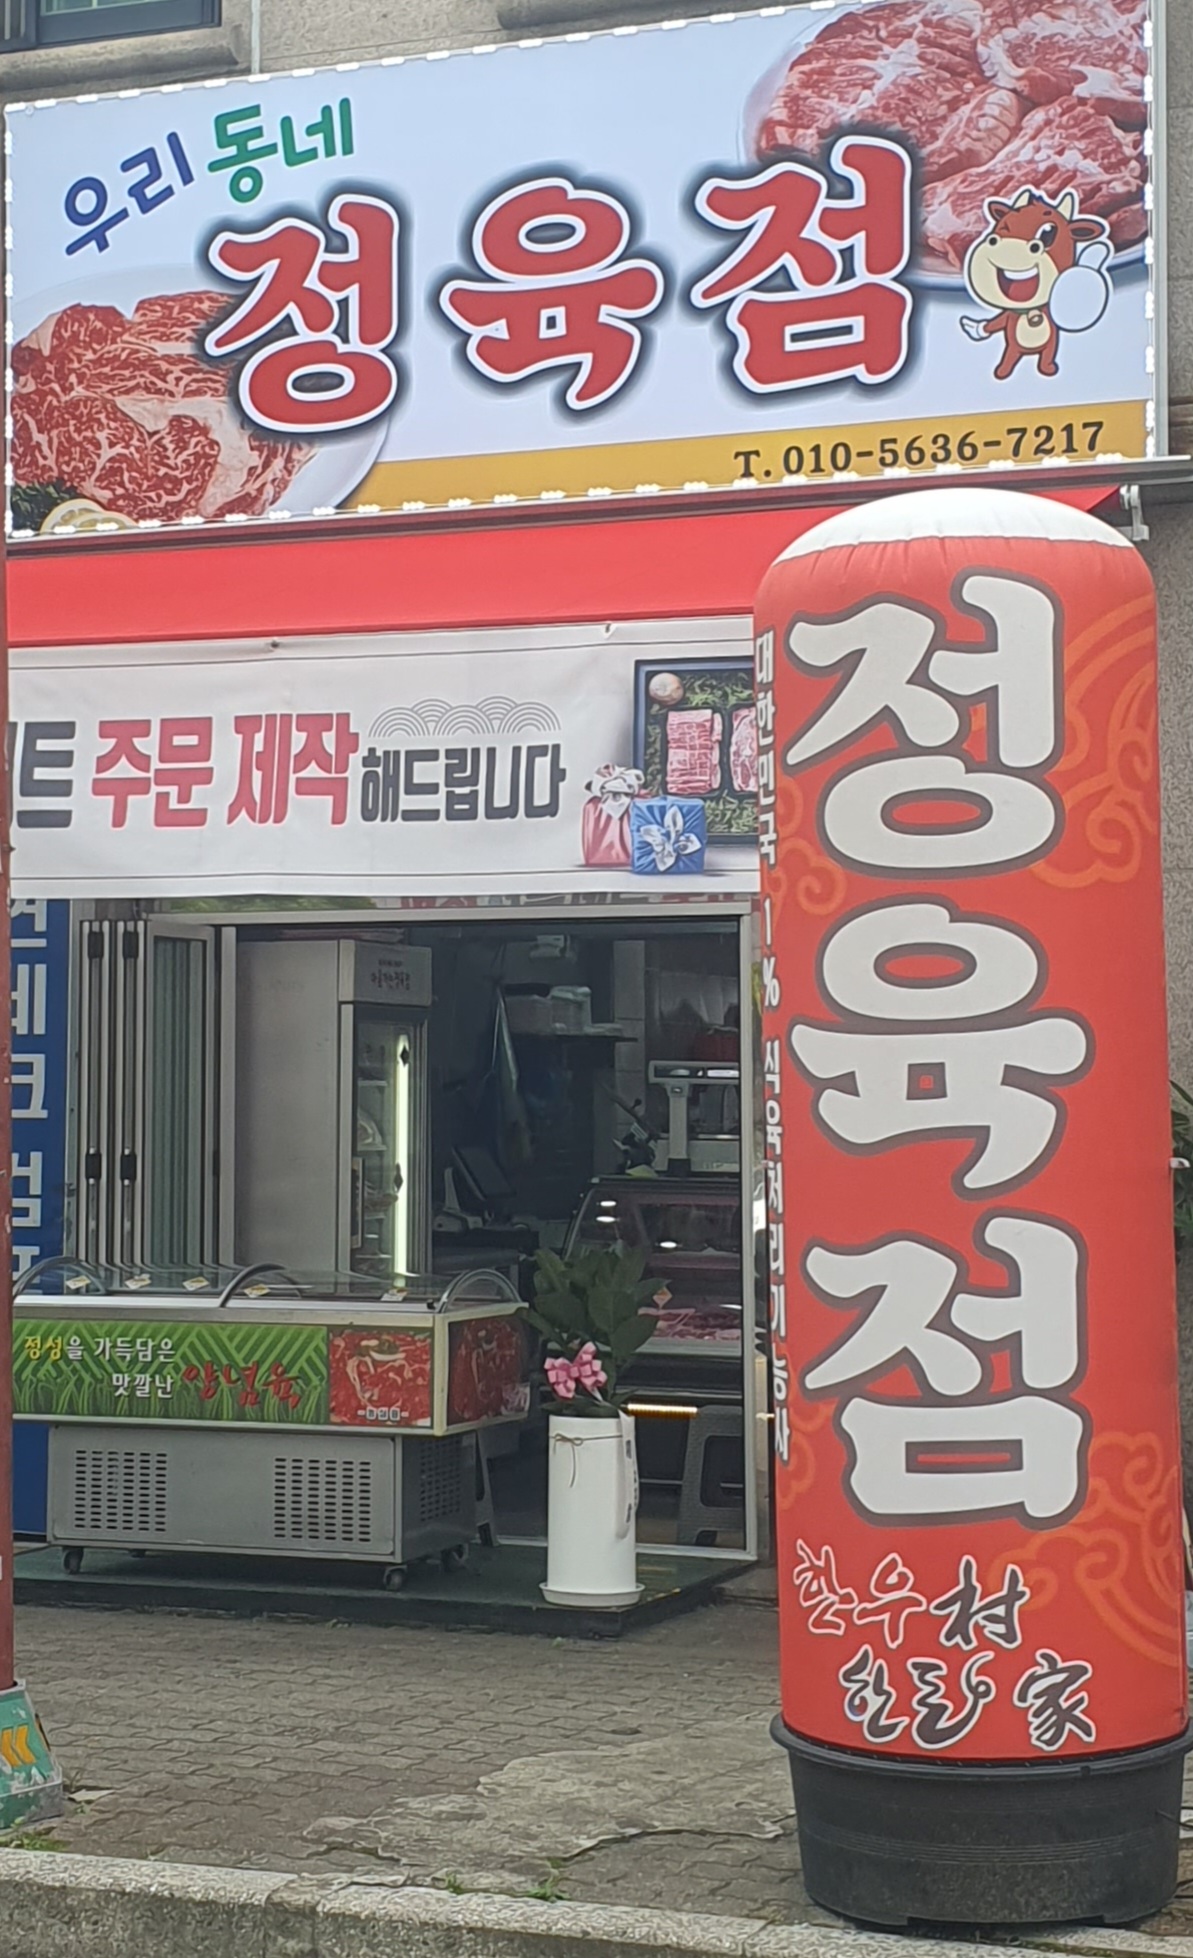 우리동네
정육점
T.010-5636-7217
주문 제작 해드립니다
정육점
대한민국 1% 식육처리기능사
한우村
한돈家
정성을 가득담은
맛깔난 양념육